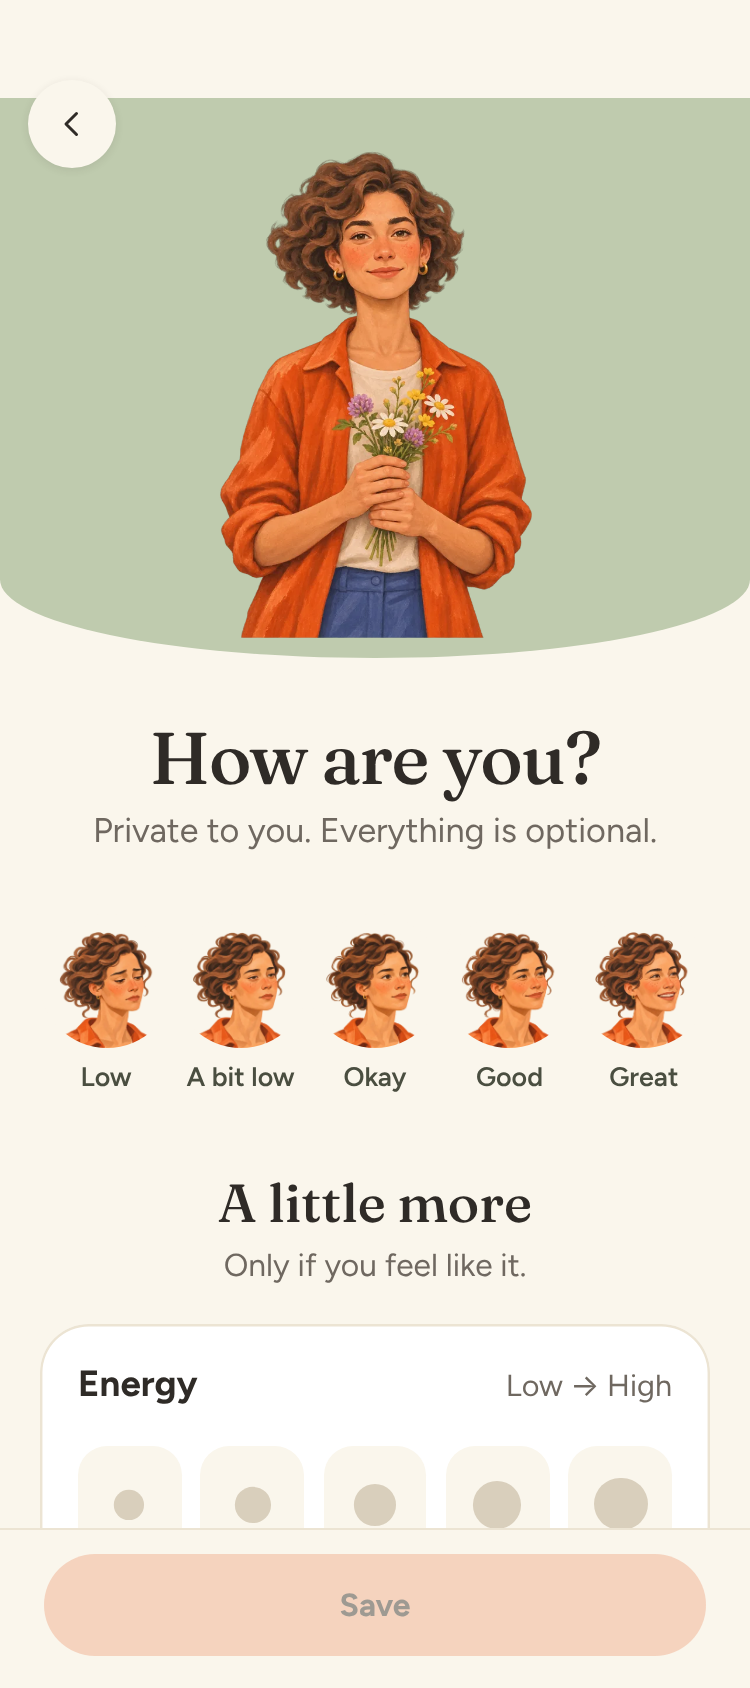 How are you?
Private to you. Everything is optional.
Low
A bit low
Okay
Good
Great
A little more
Only if you feel like it.
Energy
Low → High
Save